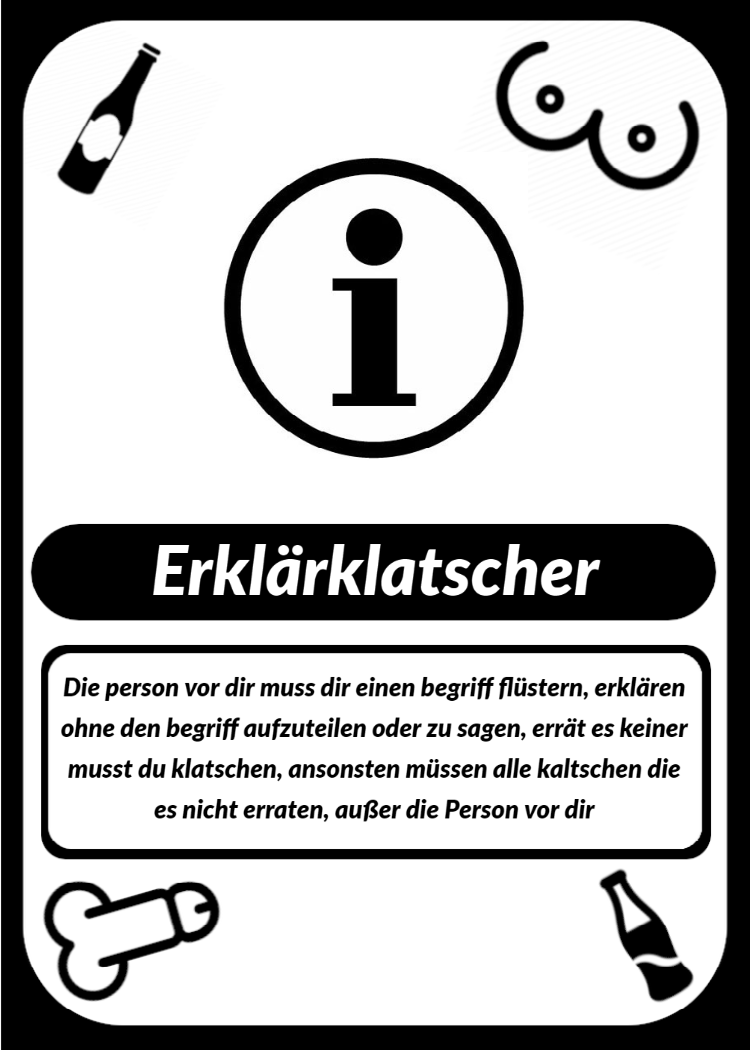 i
Erklärklatscher
Die person vor dir muss dir einen begriff flüstern, erklären
ohne den begriff aufzuteilen oder zu sagen, errät es keiner
musst du klatschen, ansonsten müssen alle kaltschen die
es nicht erraten, außer die Person vor dir